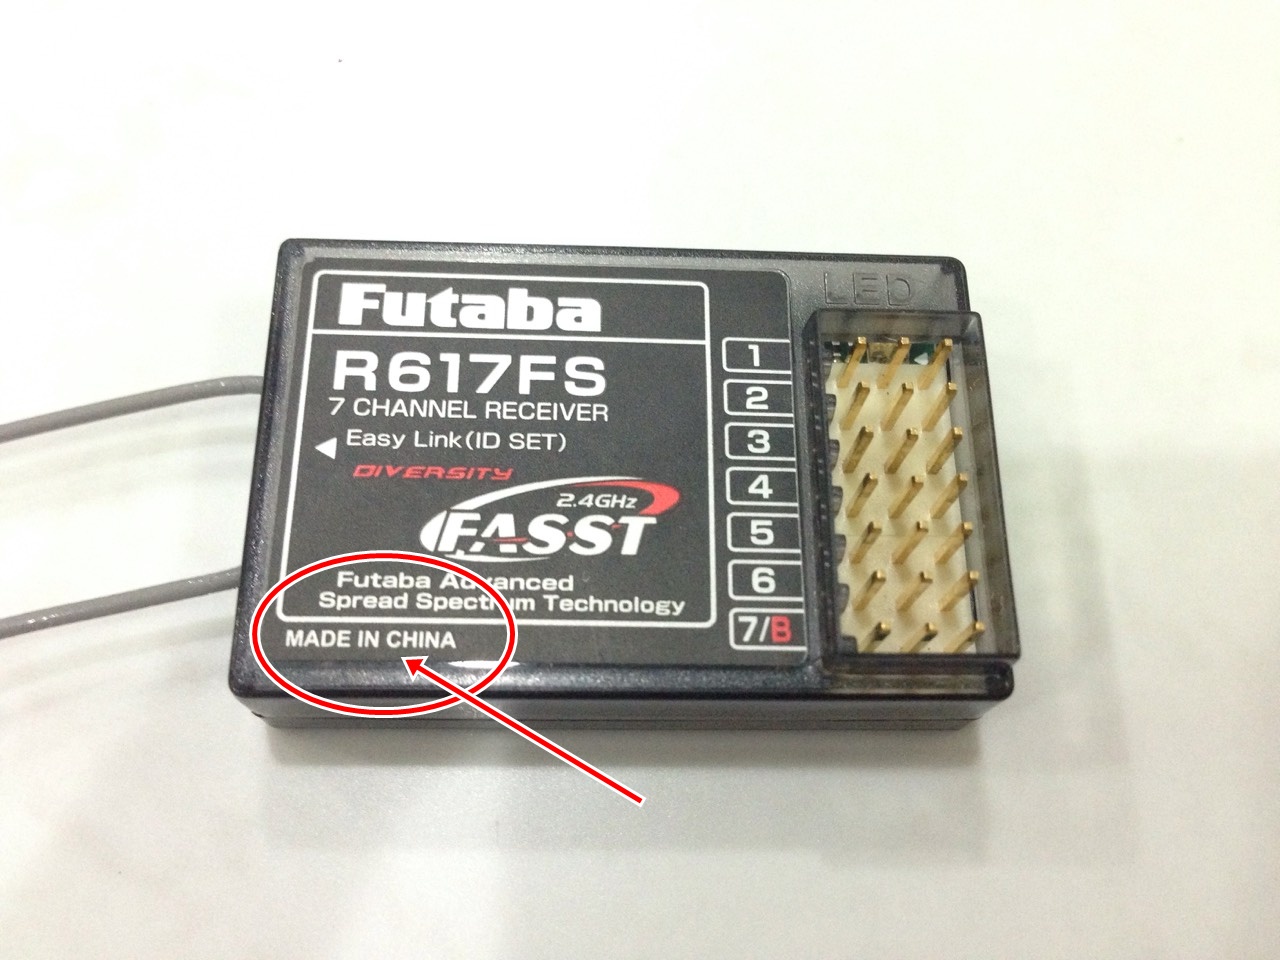 LED
Futaba
R617FS
7 CHANNEL RECEIVER
Easy Link(ID SET)
DIVERSITY
2.4GHz
FASST
Futaba Advanced
Spread Spectrum Technology
MADE IN CHINA
1
2
3
4
5
6
7/B